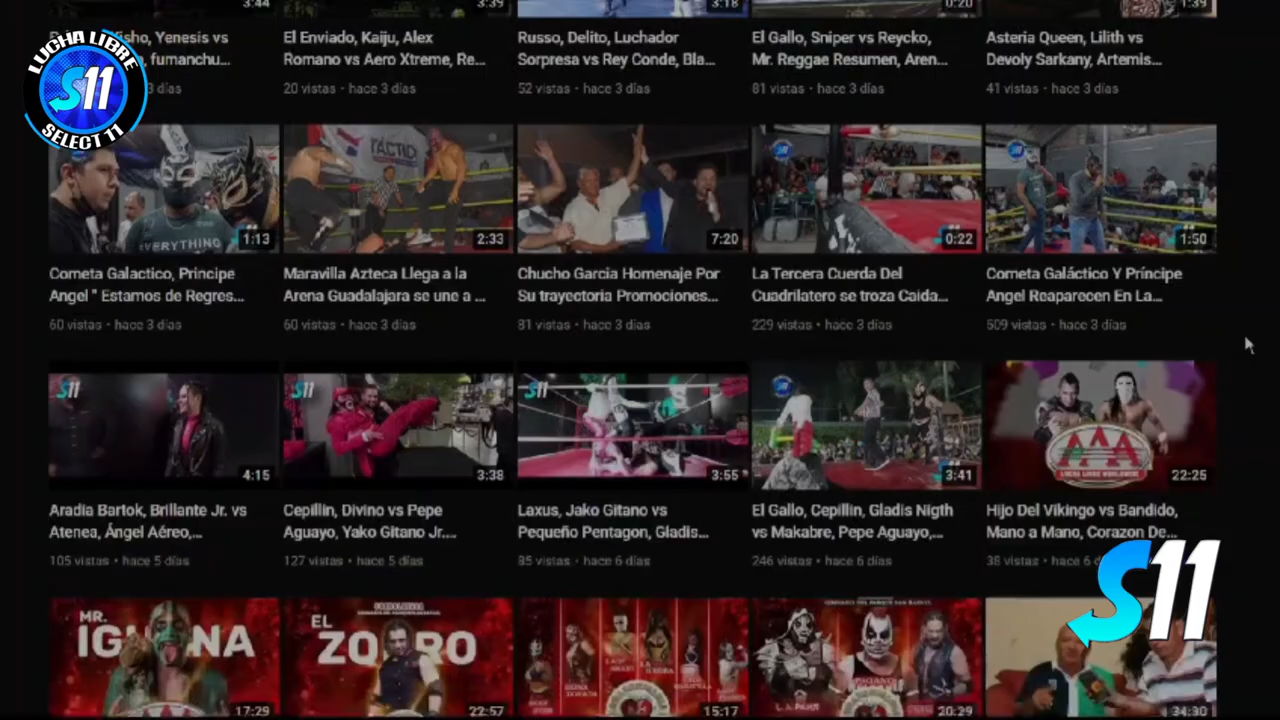 3:44
3:39
3:18
0:20
1:39
LUCHA LIBRE
S11
SELECT 11
Yenesis vs
fumanchu...
3 días
El Enviado, Kaiju, Alex
Romano vs Aero Xtreme, Re...
20 vistas • hace 3 días
Russo, Delito, Luchador
Sorpresa vs Rey Conde, Bla...
52 vistas • hace 3 días
El Gallo, Sniper vs Reycko,
Mr. Reggae Resumen, Aren...
81 vistas • hace 3 días
Asteria Queen, Lilith vs
Devoly Sarkany, Artemis...
41 vistas • hace 3 días
EVERYTHING
1:13
TACTIC
2:33
7:20
0:22
1:50
Cometa Galactico, Principe
Angel " Estamos de Regres...
60 vistas • hace 3 días
Maravilla Azteca Llega a la
Arena Guadalajara se une a ...
60 vistas • hace 3 días
Chucho Garcia Homenaje Por
Su trayectoria Promociones...
81 vistas • hace 3 días
La Tercera Cuerda Del
Cuadrilatero se troza Caida...
229 vistas • hace 3 días
Cometa Galáctico Y Príncipe
Angel Reaparecen En La...
509 vistas • hace 3 días
S11
4:15
S11
3:38
S11
3:55
3:41
AAA
LUCHA LIBRE WORLDWIDE
22:25
Aradia Bartok, Brillante Jr. vs
Atenea, Ángel Aéreo,...
105 vistas • hace 5 días
Cepillin, Divino vs Pepe
Aguayo, Yako Gitano Jr....
127 vistas • hace 5 días
Laxus, Jako Gitano vs
Pequeño Pentagon, Gladis...
85 vistas • hace 6 días
El Gallo, Cepillin, Gladis Nigth
vs Makabre, Pepe Aguayo,...
246 vistas • hace 6 días
Hijo Del Vikingo vs Bandido,
Mano a Mano, Corazon De...
38 vistas • hace 6
S11
MR.
IGUANA
17:29
EL
ZORRO
22:57
15:17
PAGANO
L.A. PARK
20:29
34:30